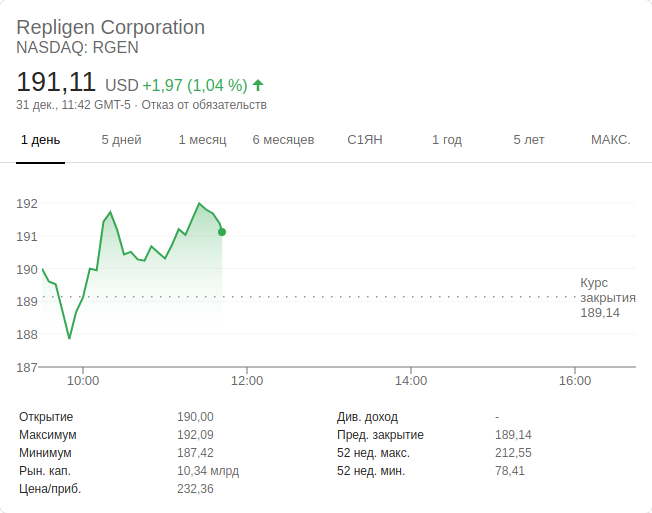 Repligen Corporation
NASDAQ: RGEN
191,11 USD +1,97 (1,04 %)
31 дек., 11:42 GMT-5 · Отказ от обязательств
1 день 5 дней 1 месяц 6 месяцев С1ЯН 1 год 5 лет МАКС.
192
191
190
189
188
187
Курс
закрытия
189,14
10:00 12:00 14:00 16:00
Открытие 190,00 Див. доход -
Максимум 192,09 Пред. закрытие 189,14
Минимум 187,42 52 нед. макс. 212,55
Рын. кап. 10,34 млрд 52 нед. мин. 78,41
Цена/приб. 232,36